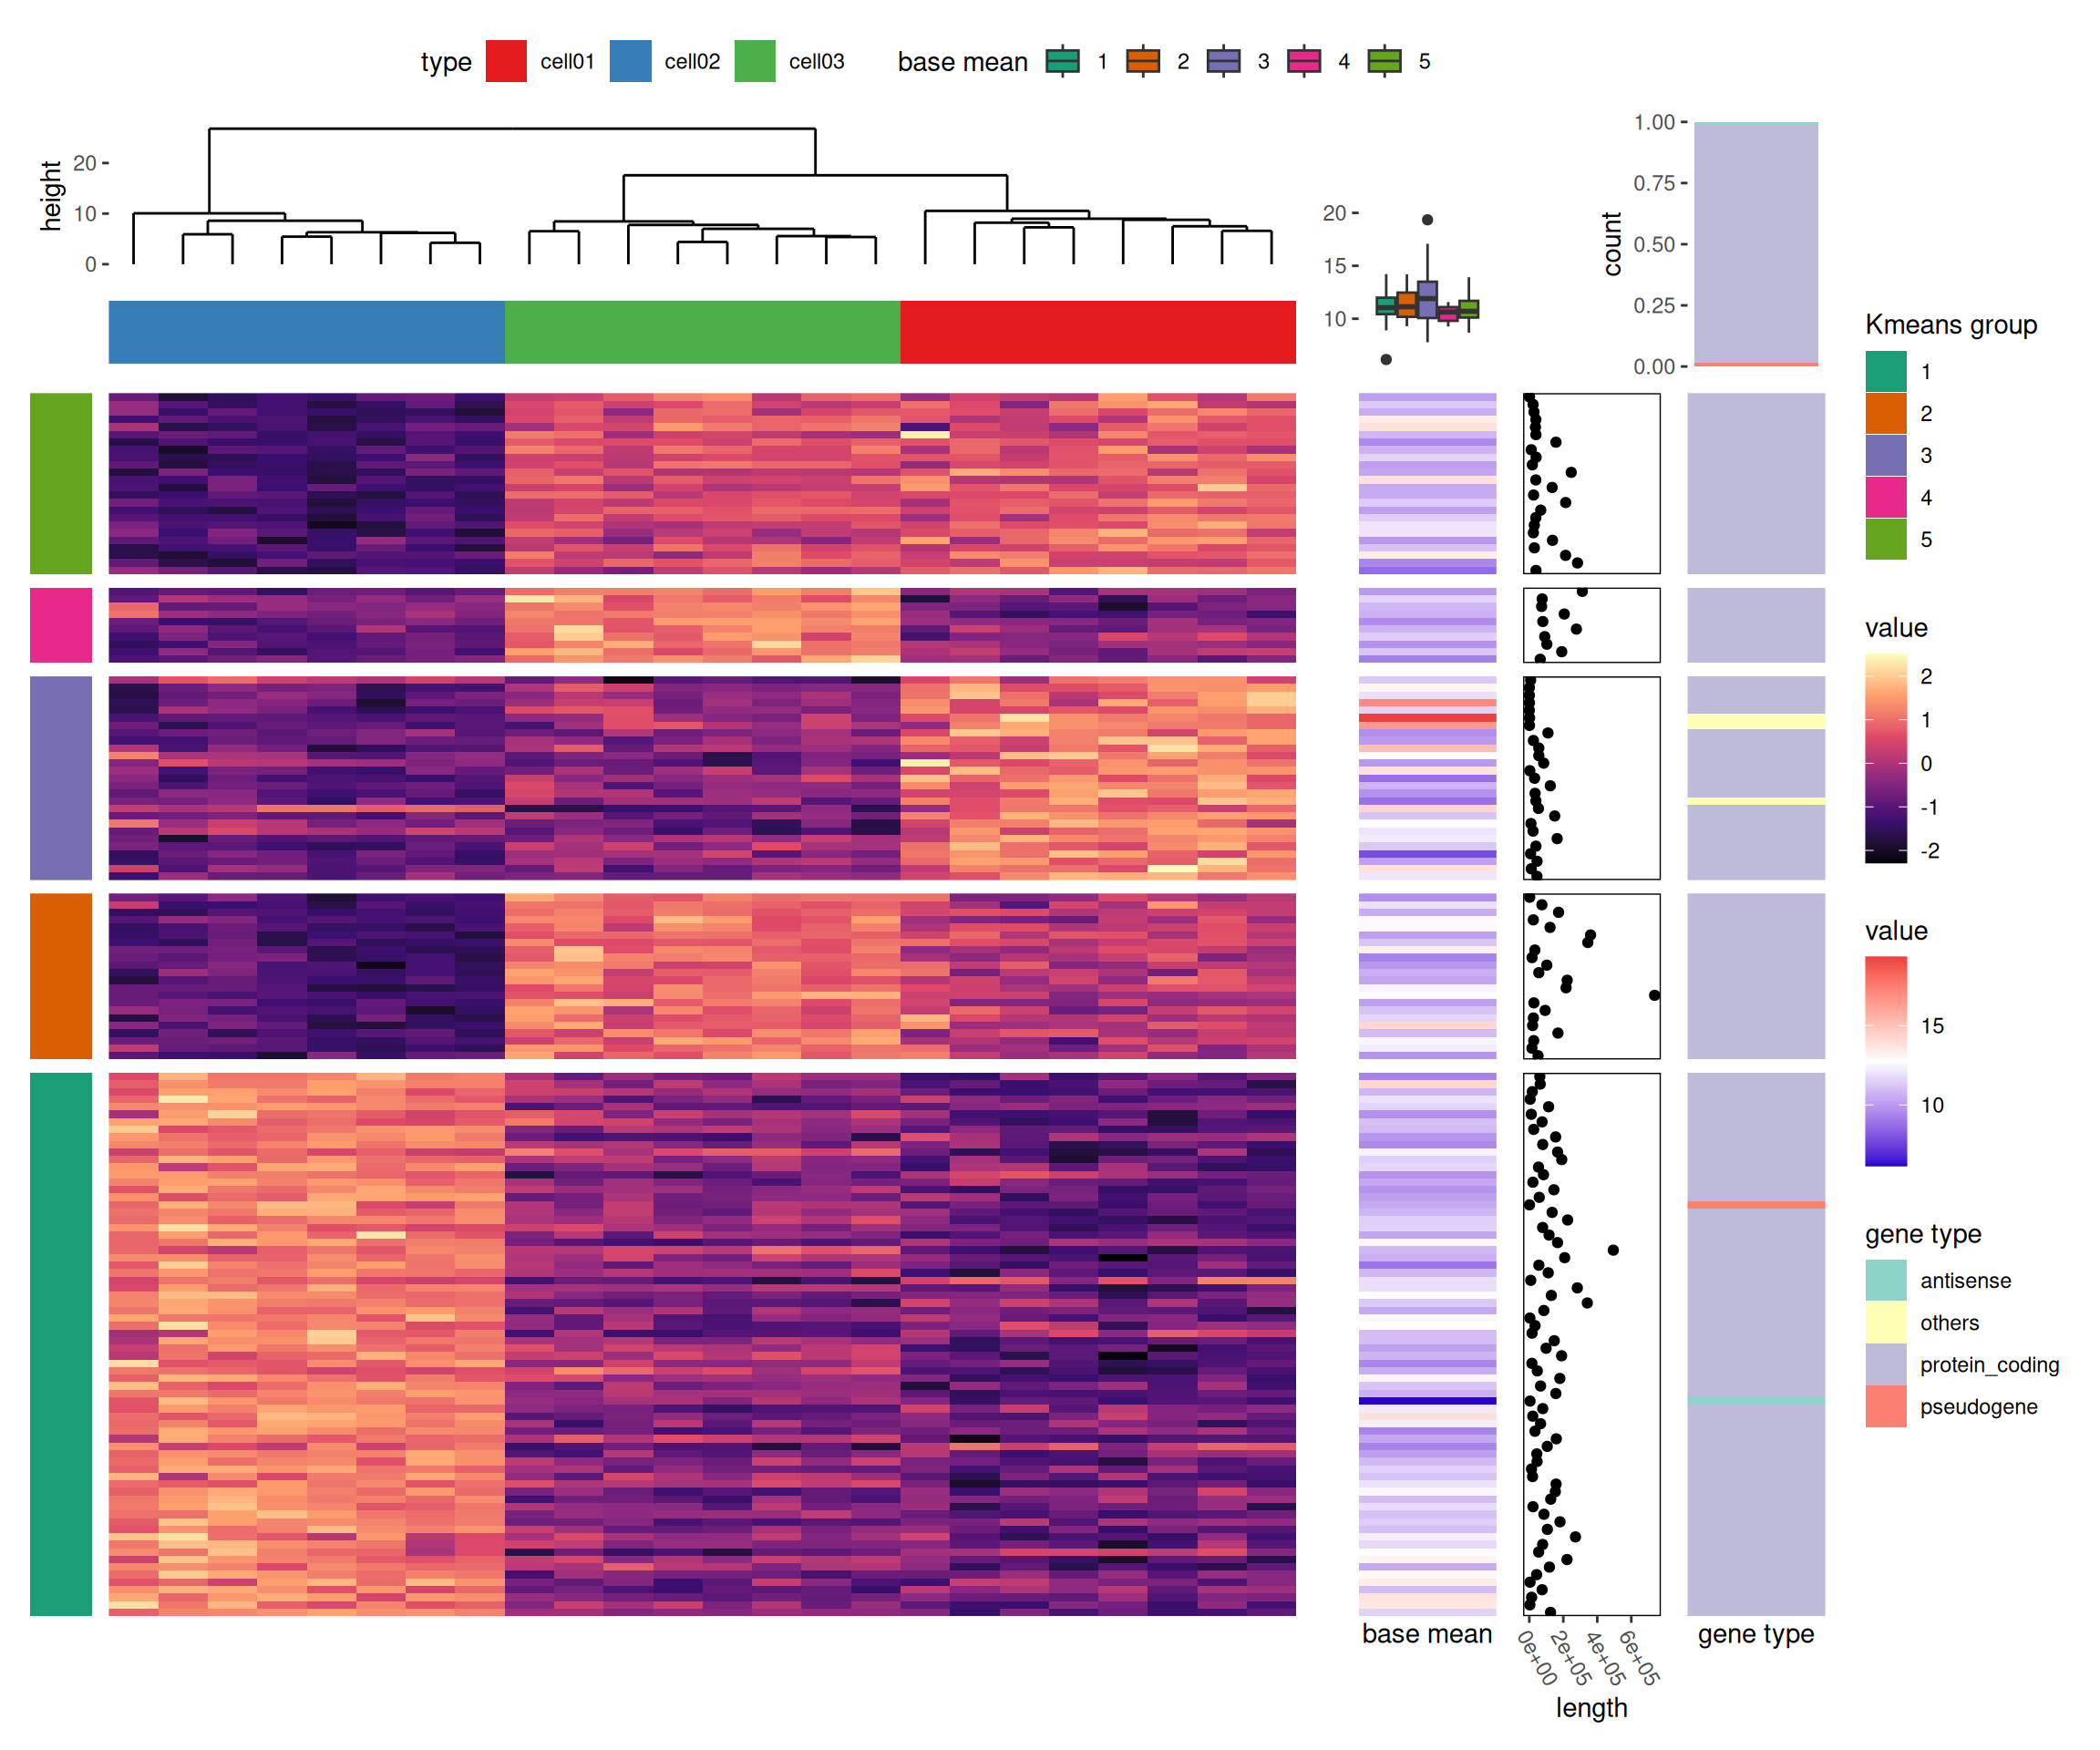 type cell01 cell02 cell03 base mean 1 2 3 4 5
height
20
10
0
20
15
10
count
1.00
0.75
0.50
0.25
0.00
Kmeans group
1
2
3
4
5
value
2
1
0
-1
-2
value
15
10
gene type
antisense
others
protein_coding
pseudogene
base mean
0e+00
2e+05
4e+05
6e+05
length
gene type